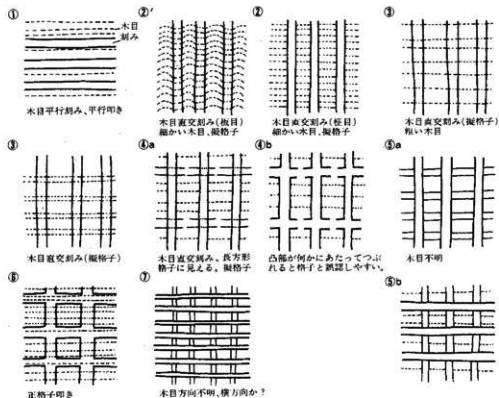 ①
木目
刻み
木目平行刻み、平行叩き
②'
木目直交刻み(板目)
細かい木目、擬格子
②
木目直交刻み(柾目)
細かい木目、擬格子
③
木目直交刻み(擬格子)
粗い木目
③
木目直交刻み(擬格子)
④a
木目直交刻み、長方形
格子に見える。擬格子
④b
凸部が何かにあたってつぶ
れると格子と誤認しやすい。
⑤a
木目不明
⑥
正格子叩き
⑦
木目方向不明、横方向か？
⑤b